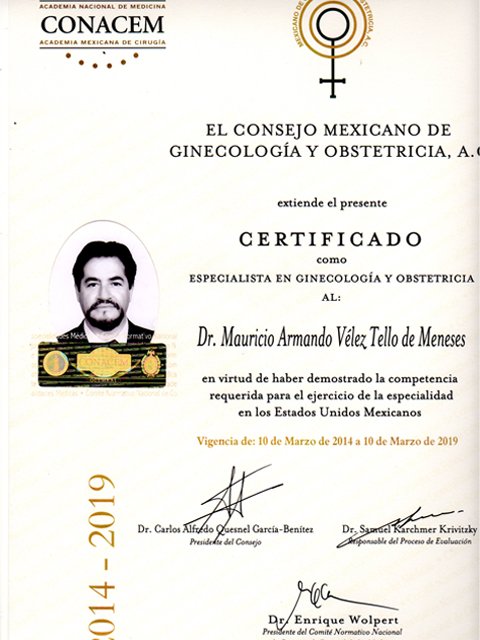 ACADEMIA NACIONAL DE MEDICINA
CONACEM
ACADEMIA MEXICANA DE CIRUGÍA
EL CONSEJO MEXICANO DE
GINECOLOGÍA Y OBSTETRICIA, A.C
extiende el presente
CERTIFICADO
como
ESPECIALISTA EN GINECOLOGÍA Y OBSTETRICIA
AL:
Dr. Mauricio Armando Vélez Tello de Meneses
en virtud de haber demostrado la competencia
requerida para el ejercicio de la especialidad
en los Estados Unidos Mexicanos
Vigencia de: 10 de Marzo de 2014 a 10 de Marzo de 2019
CONACEM
2014 - 2019
Dr. Carlos Alfredo Quesnel García-Benítez
Presidente del Consejo
Dr. Samuel Karchmer Krivitzky
Responsable del Proceso de Evaluación
Dr. Enrique Wolpert
Presidente del Comité Normativo Nacional